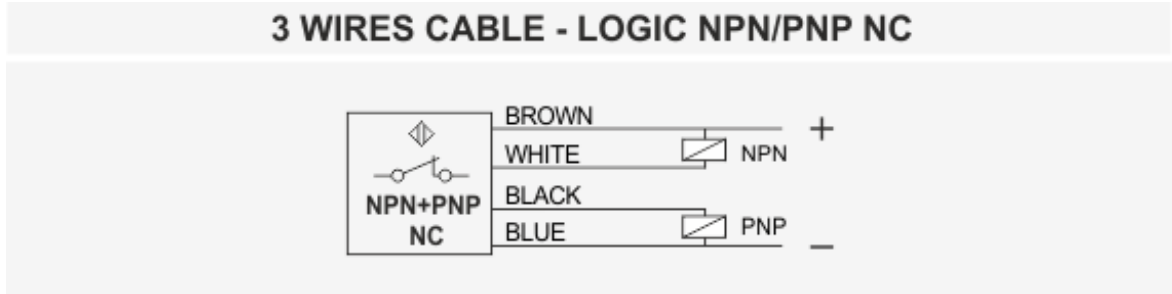 3 WIRES CABLE - LOGIC NPN/PNP NC
BROWN
+
WHITE
NPN
NPN+PNP
NC
BLACK
BLUE
PNP
–